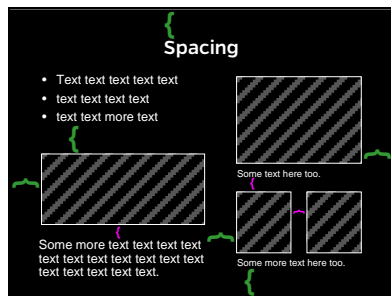 Spacing
• Text text text text text
• text text text text
• text text more text
Some more text text text text
text text text text text text text
text text text text text.
Some text here too.
Some more text here too.